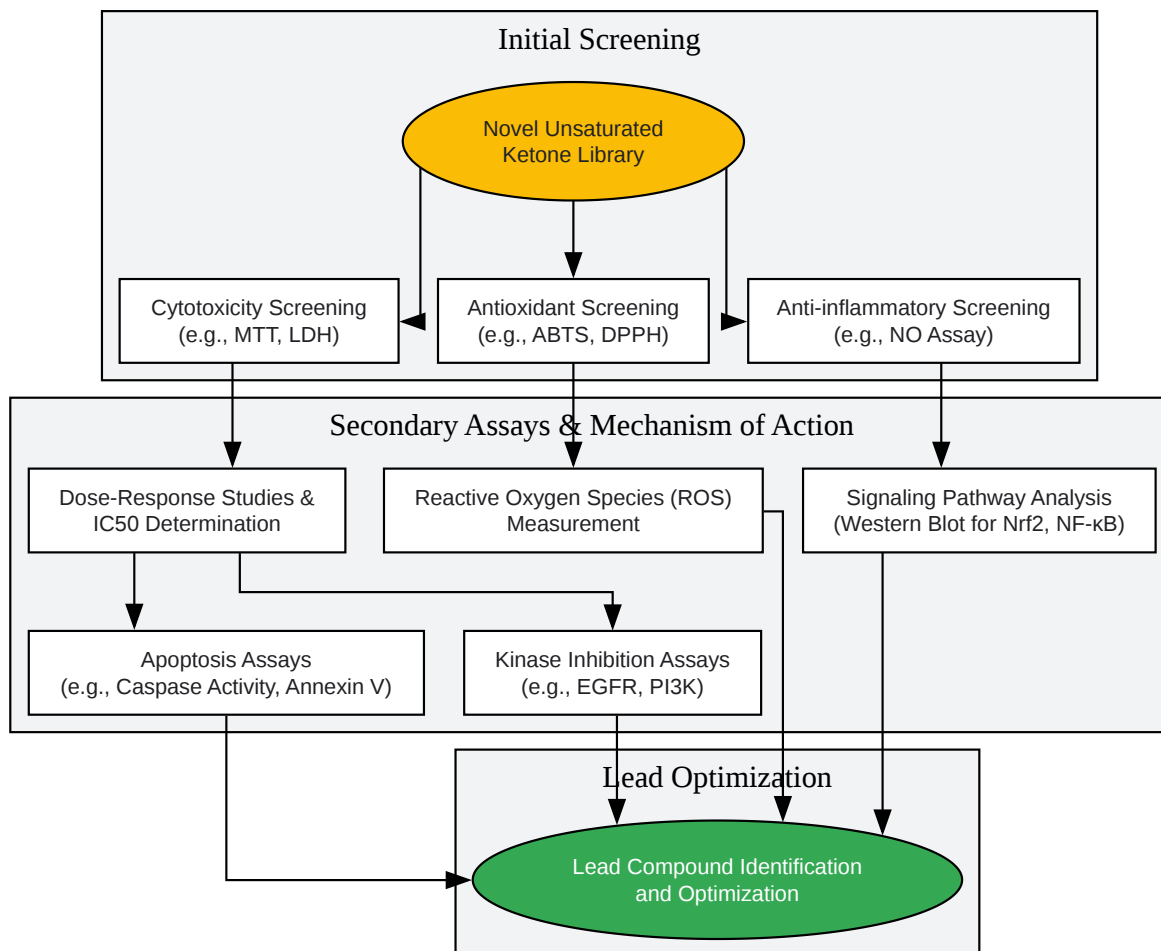 Initial Screening
Novel Unsaturated
Ketone Library
Cytotoxicity Screening
(e.g., MTT, LDH)
Antioxidant Screening
(e.g., ABTS, DPPH)
Anti-inflammatory Screening
(e.g., NO Assay)
Secondary Assays & Mechanism of Action
Dose-Response Studies &
IC50 Determination
Reactive Oxygen Species (ROS)
Measurement
Signaling Pathway Analysis
(Western Blot for Nrf2, NF-κB)
Apoptosis Assays
(e.g., Caspase Activity, Annexin V)
Kinase Inhibition Assays
(e.g., EGFR, PI3K)
Lead Optimization
Lead Compound Identification
and Optimization